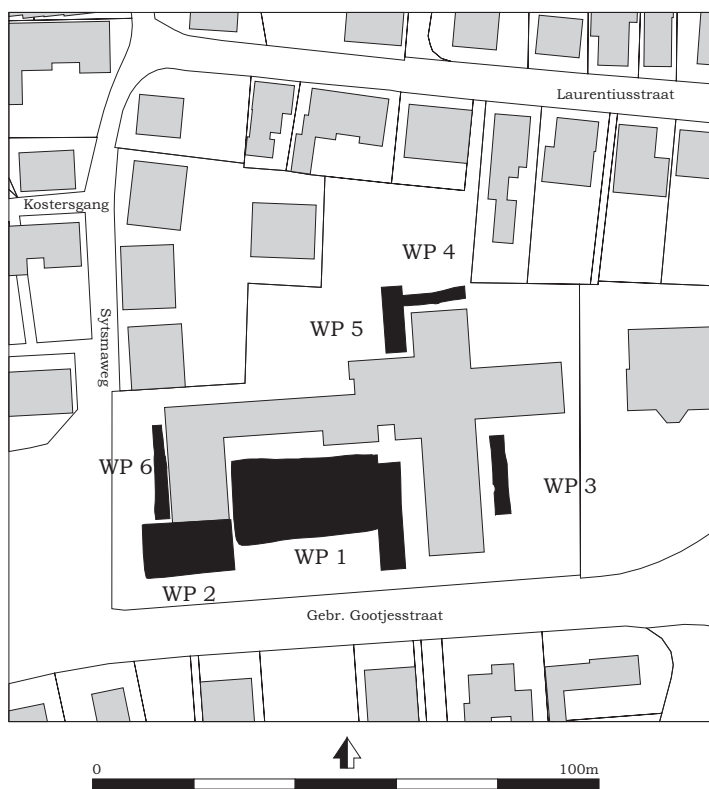 Laurentiusstraat
Kostersgang
WP 4
Sytsmaweg
WP 5
WP 6
WP 3
WP 1
WP 2
Gebr. Gootjesstraat
0
100m